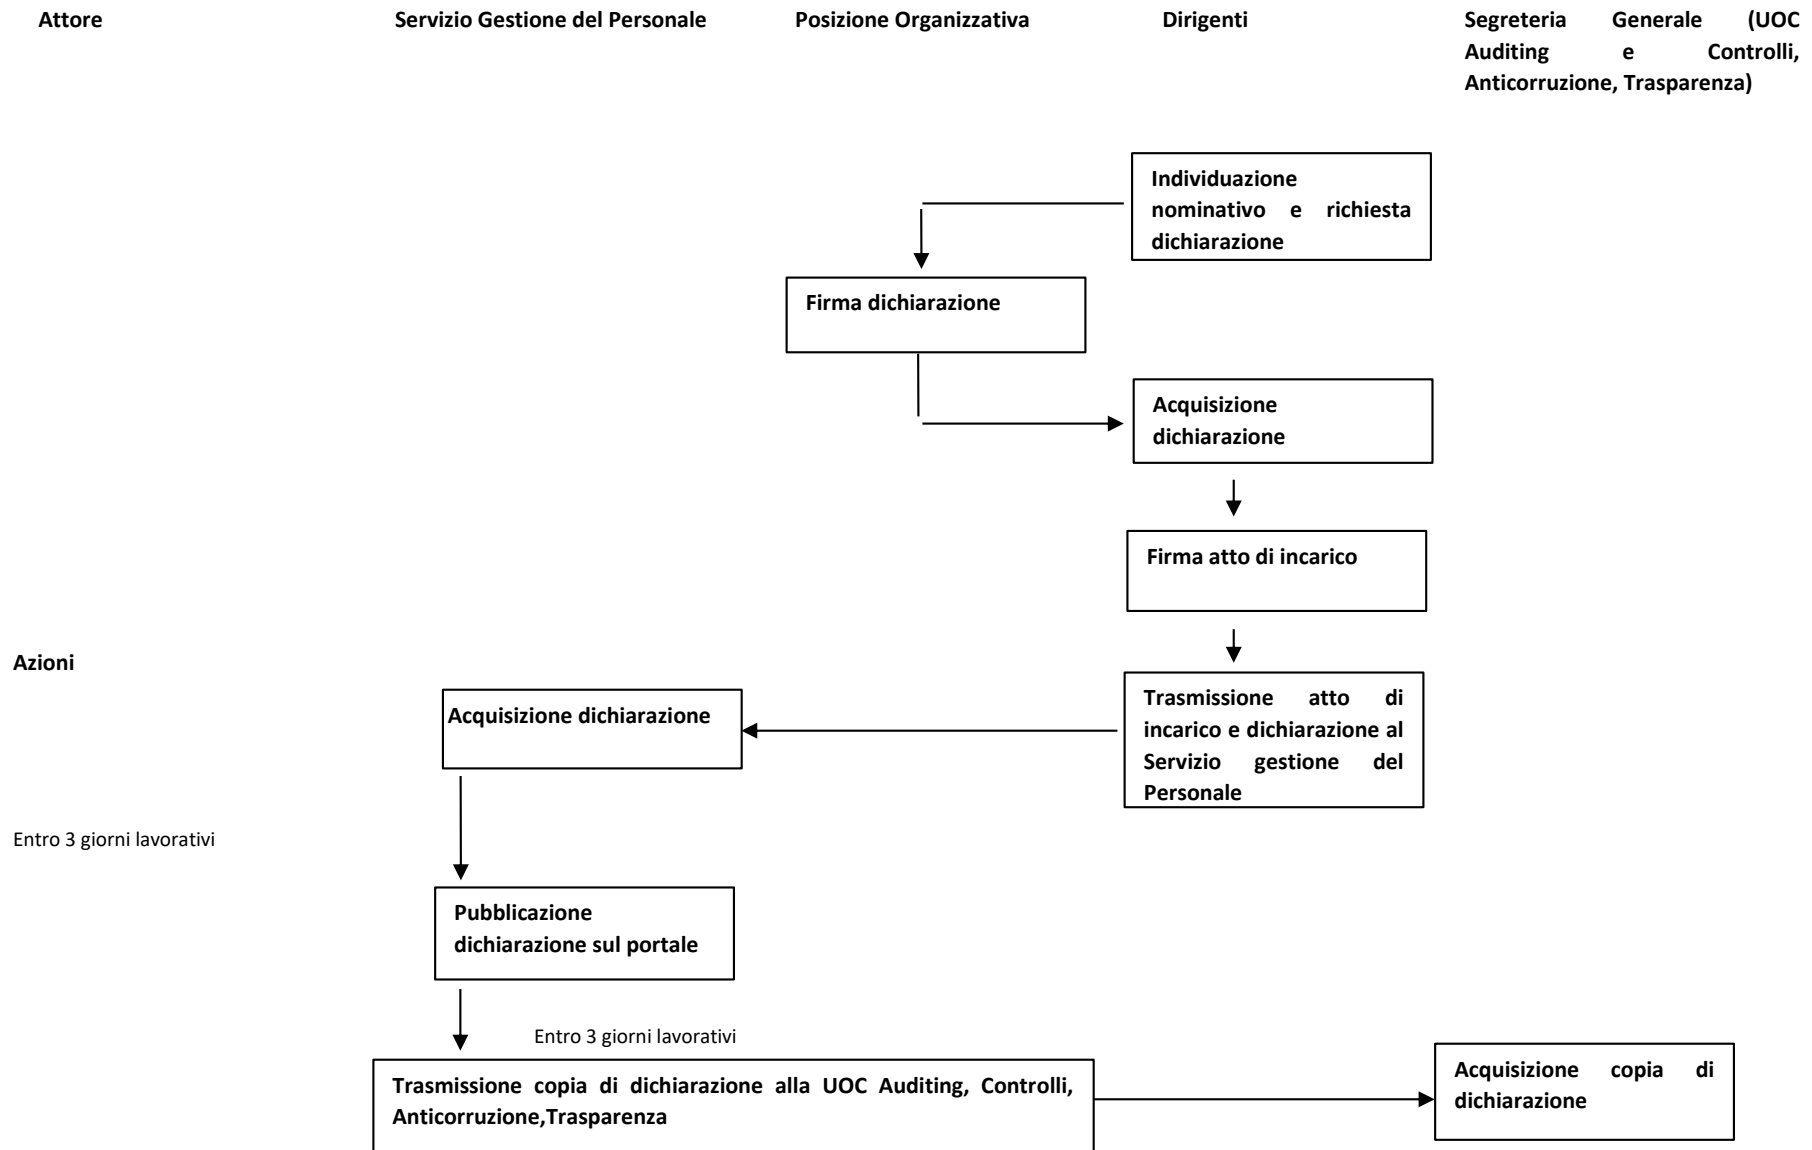 Attore
Servizio Gestione del Personale
Posizione Organizzativa
Dirigenti
Segreteria Generale (UOC
Auditing e Controlli,
Anticorruzione, Trasparenza)
Individuazione
nominativo e richiesta
dichiarazione
Firma dichiarazione
Acquisizione
dichiarazione
Firma atto di incarico
Azioni
Trasmissione atto di
incarico e dichiarazione al
Servizio gestione del
Personale
Acquisizione dichiarazione
Entro 3 giorni lavorativi
Pubblicazione
dichiarazione sul portale
Entro 3 giorni lavorativi
Trasmissione copia di dichiarazione alla UOC Auditing, Controlli,
Anticorruzione,Trasparenza
Acquisizione copia di
dichiarazione